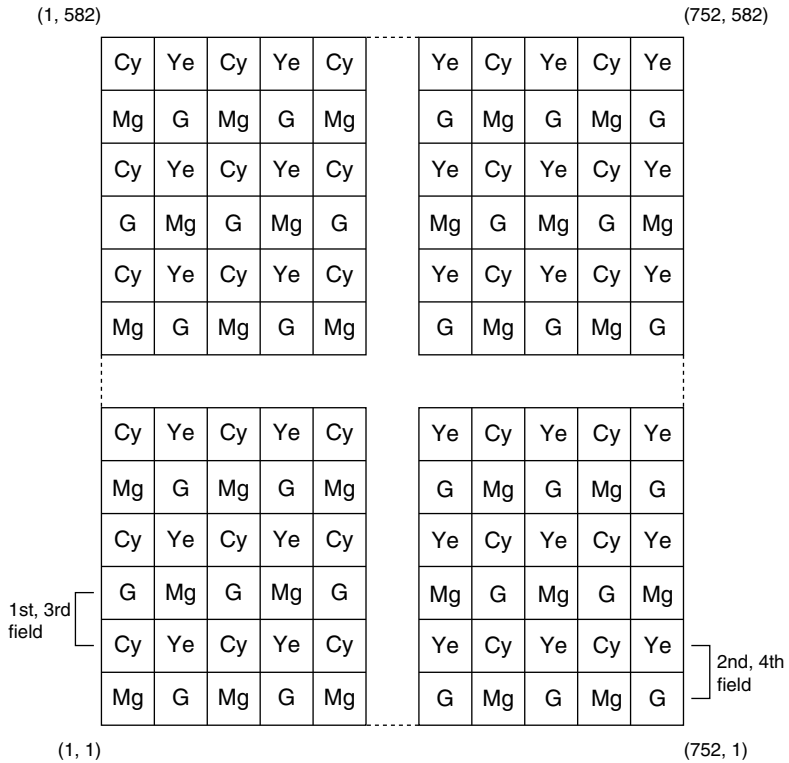 (1, 582) (752, 582)
Cy Ye Cy Ye Cy Ye Cy Ye Cy Ye
Mg G Mg G Mg G Mg G Mg G
Cy Ye Cy Ye Cy Ye Cy Ye Cy Ye
G Mg G Mg G Mg G Mg G Mg
Cy Ye Cy Ye Cy Ye Cy Ye Cy Ye
Mg G Mg G Mg G Mg G Mg G
Cy Ye Cy Ye Cy Ye Cy Ye Cy Ye
Mg G Mg G Mg G Mg G Mg G
Cy Ye Cy Ye Cy Ye Cy Ye Cy Ye
G Mg G Mg G Mg G Mg G Mg
1st, 3rd
field
Cy Ye Cy Ye Cy Ye Cy Ye Cy Ye
Mg G Mg G Mg G Mg G Mg G
2nd, 4th
field
(1, 1) (752, 1)